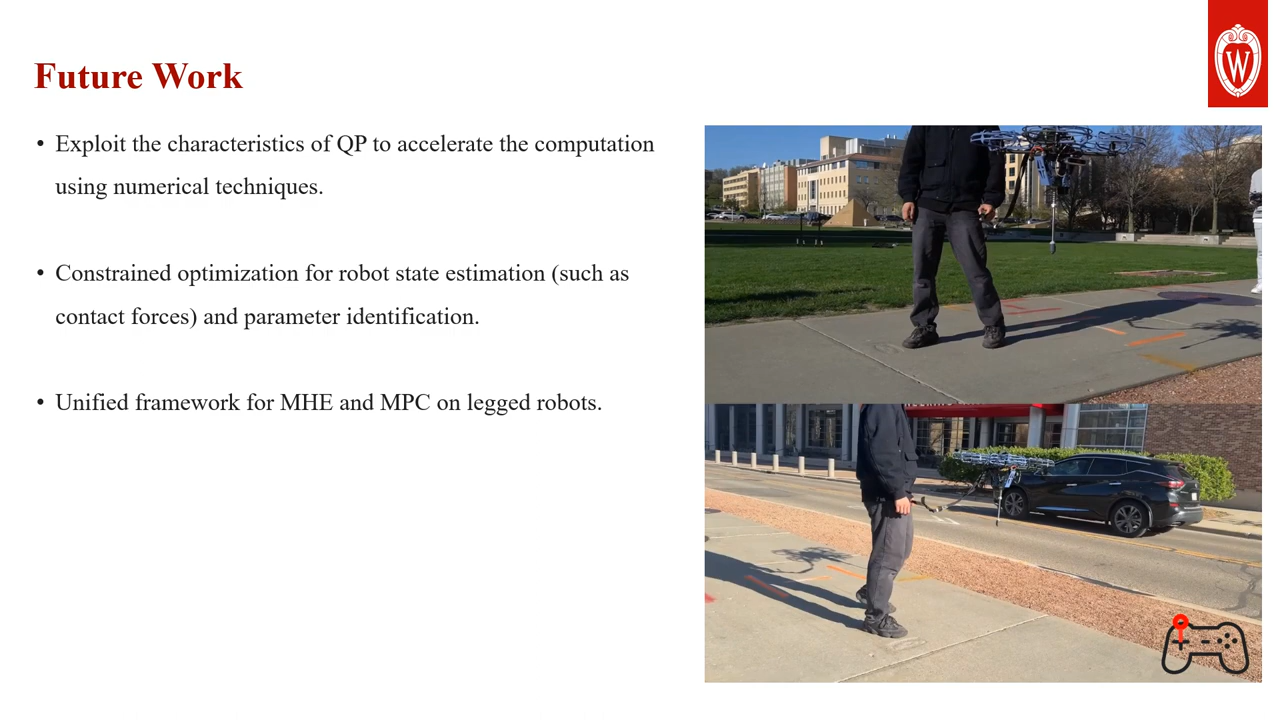 Future Work
W
• Exploit the characteristics of QP to accelerate the computation
using numerical techniques.
• Constrained optimization for robot state estimation (such as
contact forces) and parameter identification.
• Unified framework for MHE and MPC on legged robots.